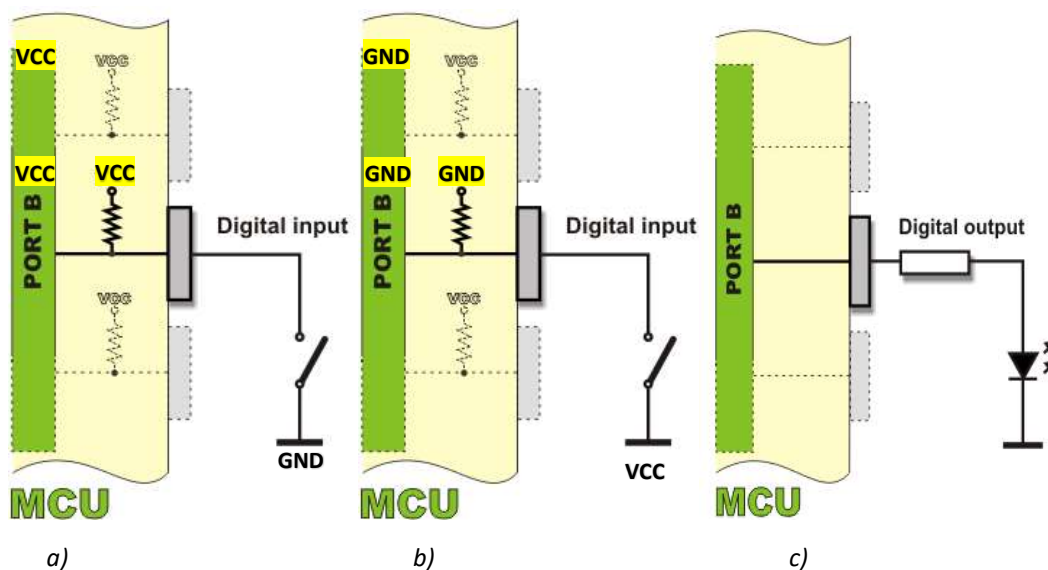 VCC
VCC
VCC
VCC
PORT B
Digital input
VCC
GND
MCU
a)
GND
VCC
GND
GND
PORT B
Digital input
VCC
VCC
MCU
b)
PORT B
Digital output
MCU
c)